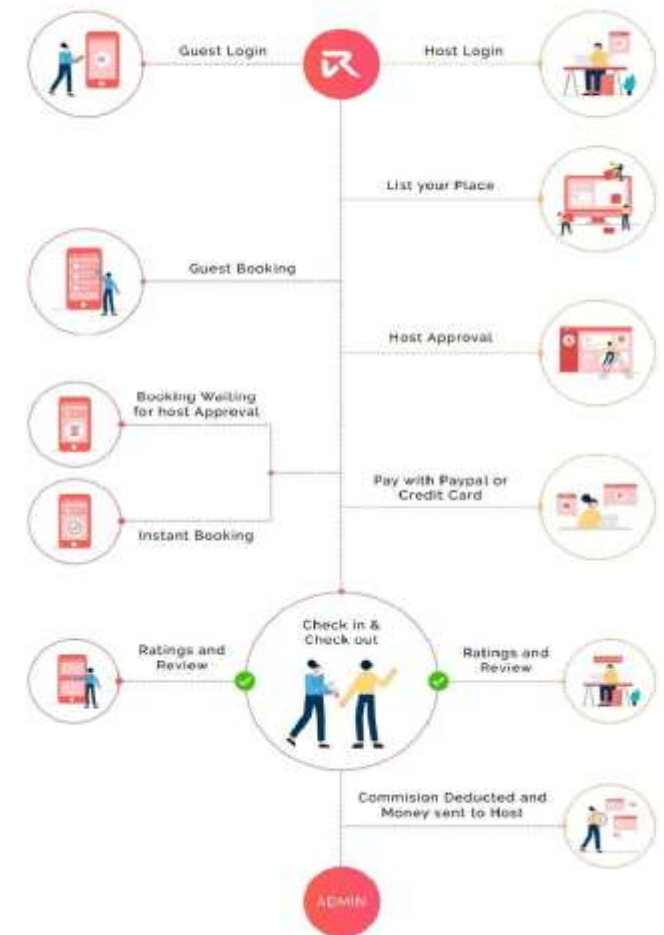 Guest Login
Host Login
List your Place
Guest Booking
Host Approval
Booking Waiting
for host Approval
Pay with Paypal or
Credit Card
Instant Booking
Check in &
Check out
Ratings and
Review
Ratings and
Review
Commision Deducted and
Money sent to Host
ADMIN